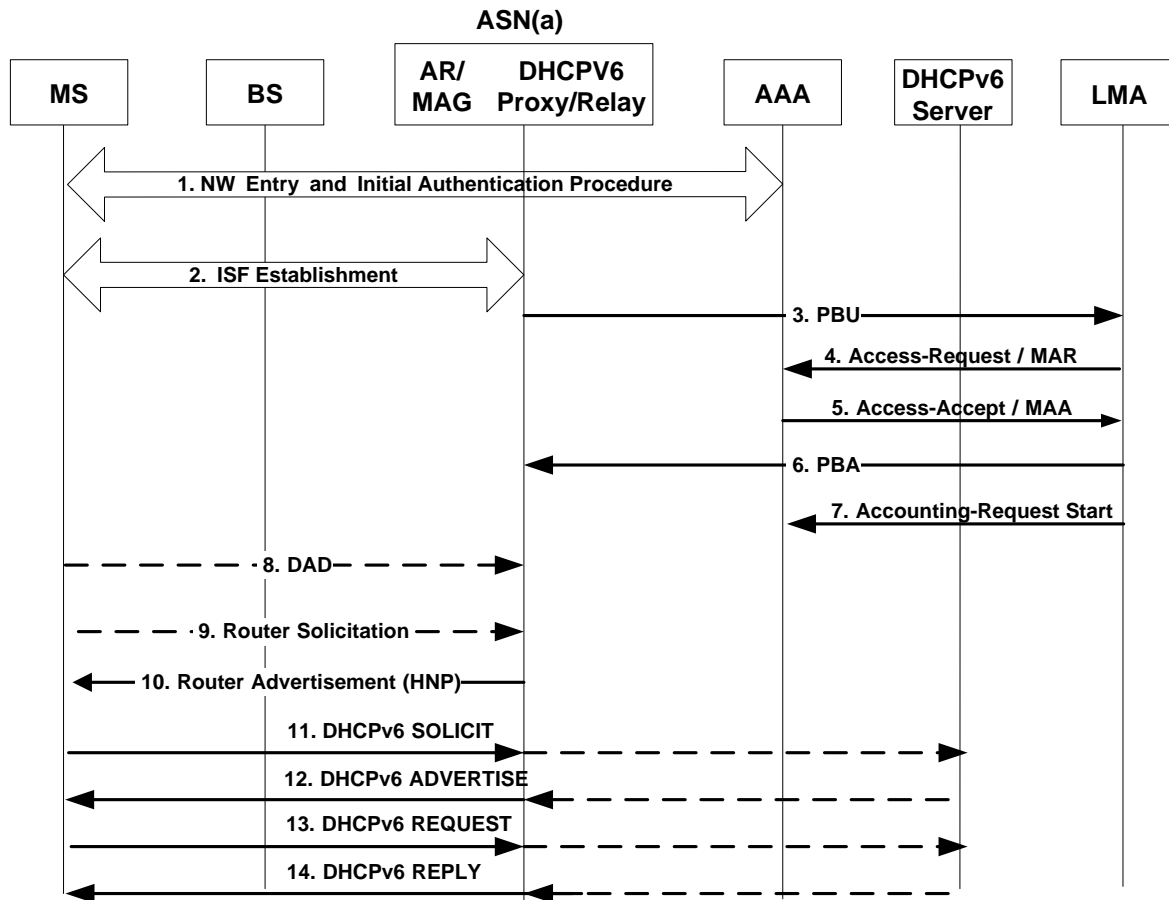 ASN(a)
MS
BS
AR/
MAG
DHCPV6
Proxy/Relay
AAA
DHCPv6
Server
LMA
1. NW Entry and Initial Authentication Procedure
2. ISF Establishment
3. PBU
4. Access-Request / MAR
5. Access-Accept / MAA
6. PBA
7. Accounting-Request Start
8. DAD
9. Router Solicitation
10. Router Advertisement (HNP)
11. DHCPv6 SOLICIT
12. DHCPv6 ADVERTISE
13. DHCPv6 REQUEST
14. DHCPv6 REPLY